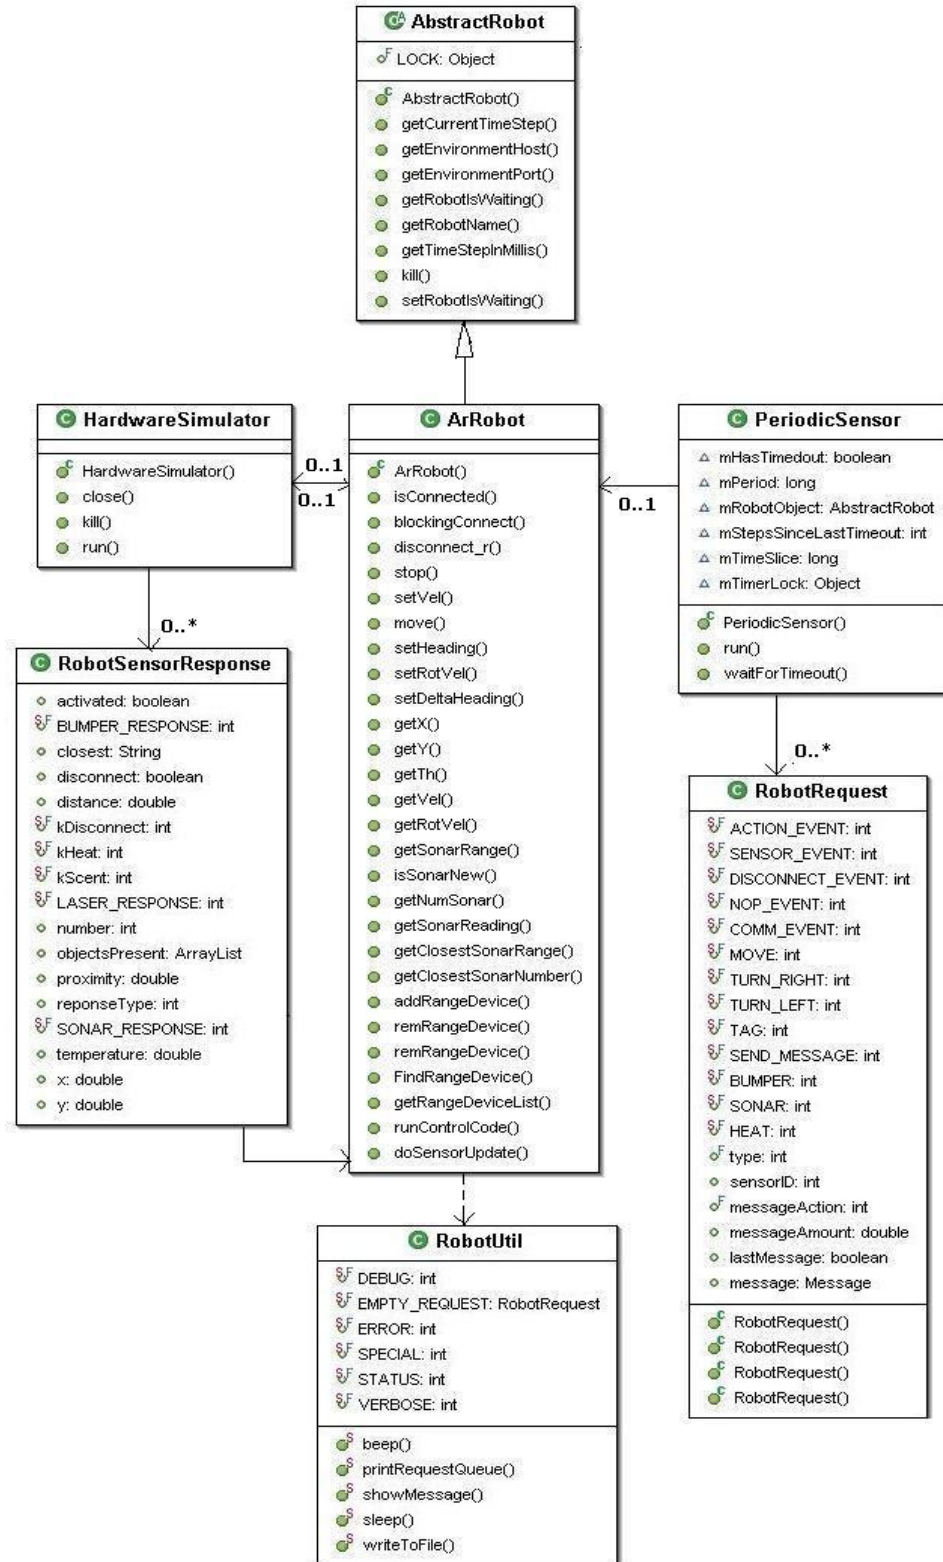 AbstractRobot
LOCK: Object
AbstractRobot()
getCurrentTimeStep()
getEnvironmentHost()
getEnvironmentPort()
getRobotIsWaiting()
getRobotName()
getTimeStepInMillis()
kill()
setRobotIsWaiting()
HardwareSimulator
HardwareSimulator()
close()
kill()
run()
0..1
0..1
ArRobot
ArRobot()
isConnected()
blockingConnect()
disconnect_r()
stop()
setVel()
move()
setHeading()
setRotVel()
setDeltaHeading()
getX()
getY()
getTh()
getVel()
getRotVel()
getSonarRange()
isSonarNew()
getNumSonar()
getSonarReading()
getClosestSonarRange()
getClosestSonarNumber()
addRangeDevice()
remRangeDevice()
remRangeDevice()
FindRangeDevice()
getRangeDeviceList()
runControlCode()
doSensorUpdate()
0..1
PeriodicSensor
mHasTimedout: boolean
mPeriod: long
mRobotObject: AbstractRobot
mStepsSinceLastTimeout: int
mTimeSlice: long
mTimerLock: Object
PeriodicSensor()
run()
waitForTimeout()
0..*
RobotSensorResponse
activated: boolean
BUMPER_RESPONSE: int
closest: String
disconnect: boolean
distance: double
kDisconnect: int
kHeat: int
kScent: int
LASER_RESPONSE: int
number: int
objectsPresent: ArrayList
proximity: double
reponseType: int
SONAR_RESPONSE: int
temperature: double
x: double
y: double
0..*
RobotRequest
ACTION_EVENT: int
SENSOR_EVENT: int
DISCONNECT_EVENT: int
NOP_EVENT: int
COMM_EVENT: int
MOVE: int
TURN_RIGHT: int
TURN_LEFT: int
TAG: int
SEND_MESSAGE: int
BUMPER: int
SONAR: int
HEAT: int
type: int
sensorID: int
messageAction: int
messageAmount: double
lastMessage: boolean
message: Message
RobotRequest()
RobotRequest()
RobotRequest()
RobotRequest()
RobotUtil
DEBUG: int
EMPTY_REQUEST: RobotRequest
ERROR: int
SPECIAL: int
STATUS: int
VERBOSE: int
beep()
printRequestQueue()
showMessage()
sleep()
writeToFile()